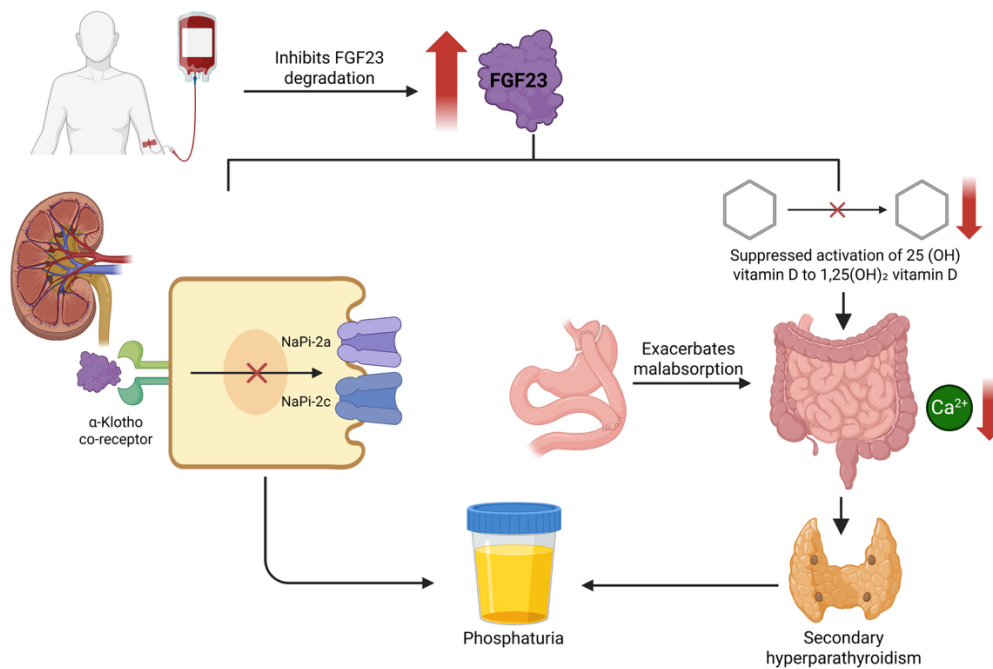 Inhibits FGF23
degradation
FGF23
Suppressed activation of 25 (OH)
vitamin D to 1,25(OH)₂ vitamin D
NaPi-2a
NaPi-2c
α-Klotho
co-receptor
Exacerbates
malabsorption
Ca²⁺
Phosphaturia
Secondary
hyperparathyroidism